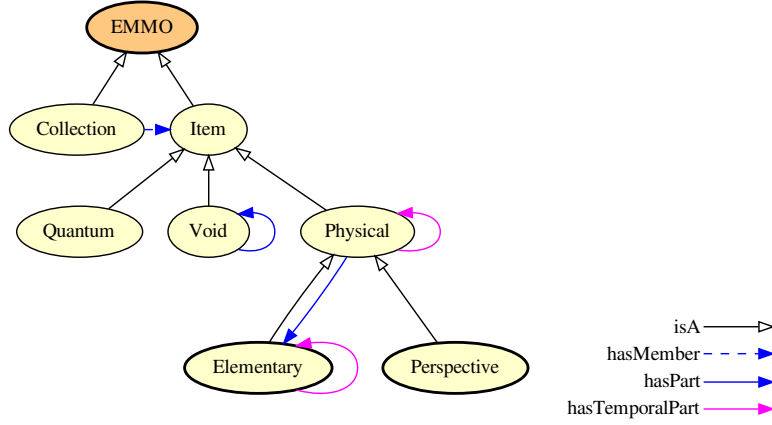 EMMO
Collection
Item
Quantum
Void
Physical
Elementary
Perspective
isA
hasMember
hasPart
hasTemporalPart